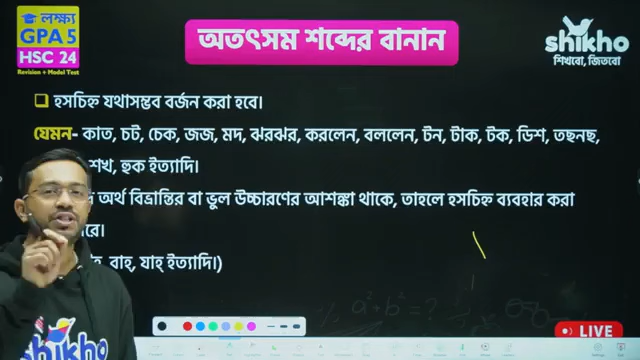 লক্ষ্য
GPA 5
HSC 24
Revision + Model Test
অতৎসম শব্দের বানান
shikho
শিখবো, জিতবো
হসচিহ্ন যথাসম্ভব বর্জন করা হবে।
যেমন- কাত, চট, চেক, জজ, মদ, ঝরঝর, করলেন, বললেন, টন, টাক, টক, ডিশ, তছনছ,
শখ, হুক ইত্যাদি।
অর্থ বিভ্রান্তির বা ভুল উচ্চারণের আশঙ্কা থাকে, তাহলে হসচিহ্ন ব্যবহার করা
বাহ্, যাহ্ ইত্যাদি।)
a² + b² = ?
LIVE
shikho